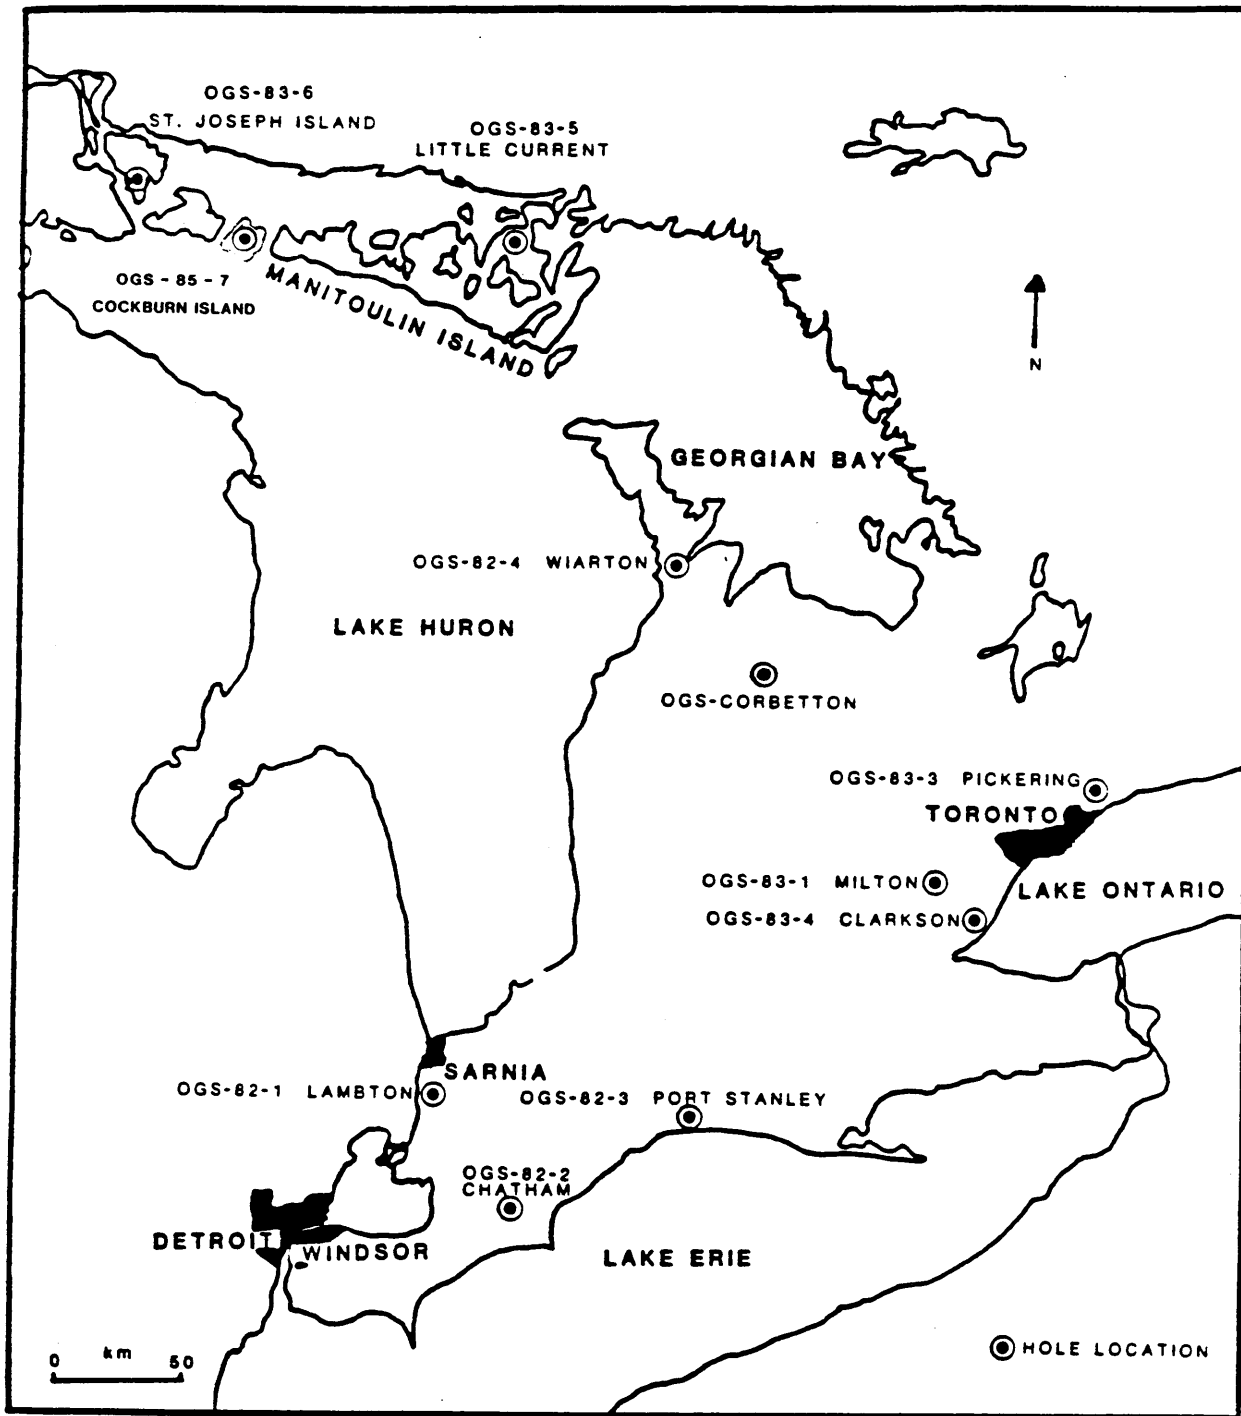 OGS-83-6
ST. JOSEPH ISLAND
OGS-83-5
LITTLE CURRENT
OGS - 85 - 7
COCKBURN ISLAND
MANITOULIN ISLAND
N
GEORGIAN BAY
OGS-82-4 WIARTON
LAKE HURON
OGS-CORBETTON
OGS-83-3 PICKERING
TORONTO
OGS-83-1 MILTON
LAKE ONTARIO
OGS-83-4 CLARKSON
SARNIA
OGS-82-1 LAMBTON
OGS-82-3 PORT STANLEY
OGS-82-2
CHATHAM
DETROIT
WINDSOR
LAKE ERIE
HOLE LOCATION
km
0 50